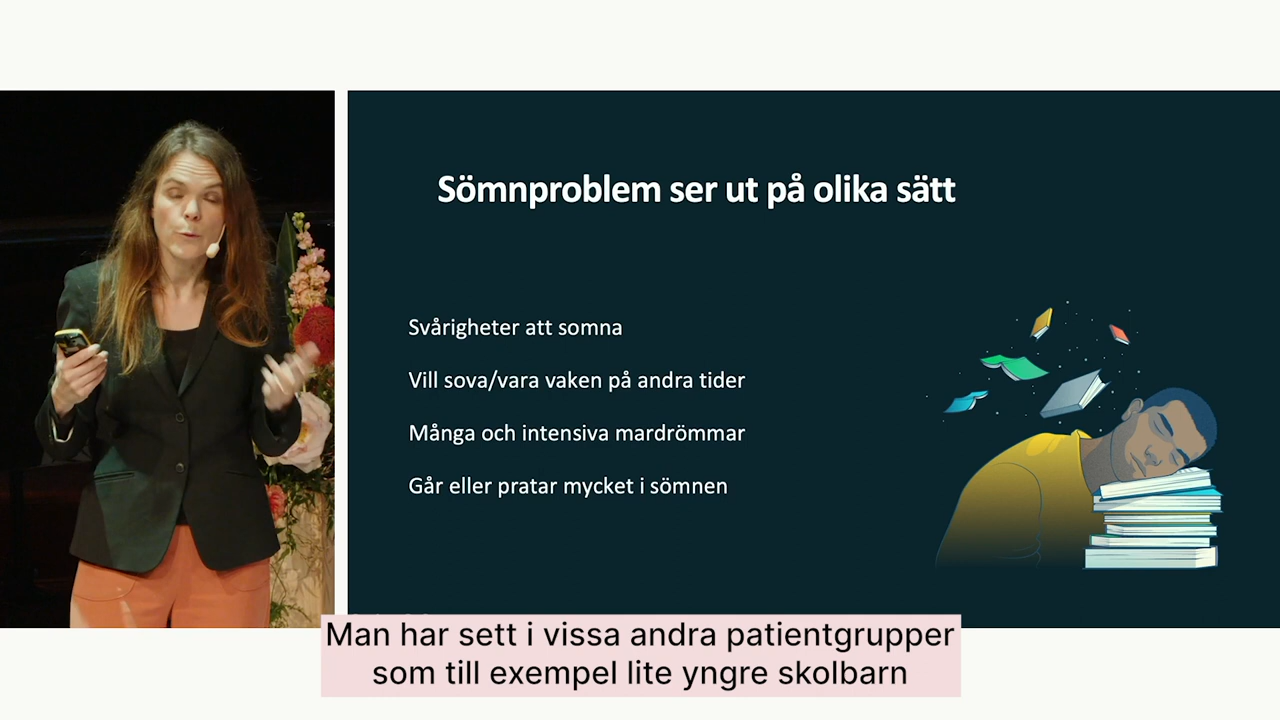 Sömnproblem ser ut på olika sätt
Svårigheter att somna
Vill sova/vara vaken på andra tider
Många och intensiva mardrömmar
Går eller pratar mycket i sömnen
Man har sett i vissa andra patientgrupper
som till exempel lite yngre skolbarn